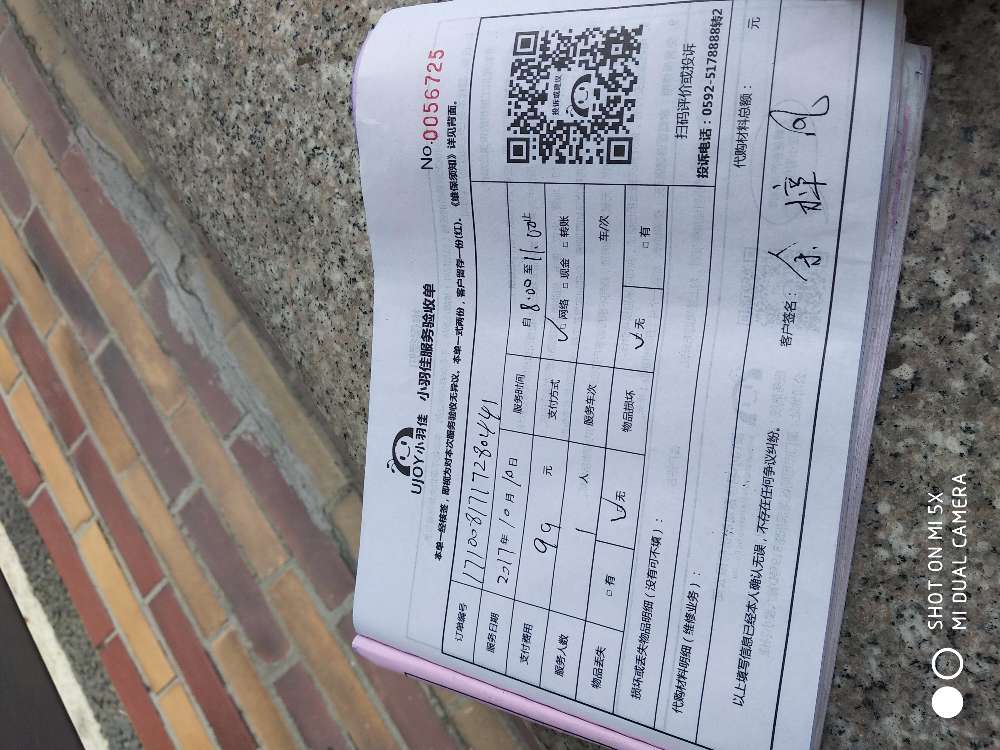 No.0056725
UJOY小羽佳 小羽佳服务验收单
本单一经核签，即视为对本次服务验收无异议。本单一式两份，客户留存一份(红)。《维保须知》详见背面。
订单编号
服务日期 2017年10月10日 服务时间 自8:00至11:00止
支付费用 99 元 支付方式 ✓网络 □现金 □转账
服务人数 1 人 服务车次 车/次
物品丢失 □有 ✓无 物品损坏 ✓无 □有
损坏或丢失物品明细（没有可不填）：
投诉或建议
扫码评价或投诉
投诉电话：0592-5178888转2
代购材料明细（维修业务）： 代购材料总额： 元
以上填写信息已经本人确认无误，不存在任何争议纠纷。 客户签名：
SHOT ON MI 5X
MI DUAL CAMERA